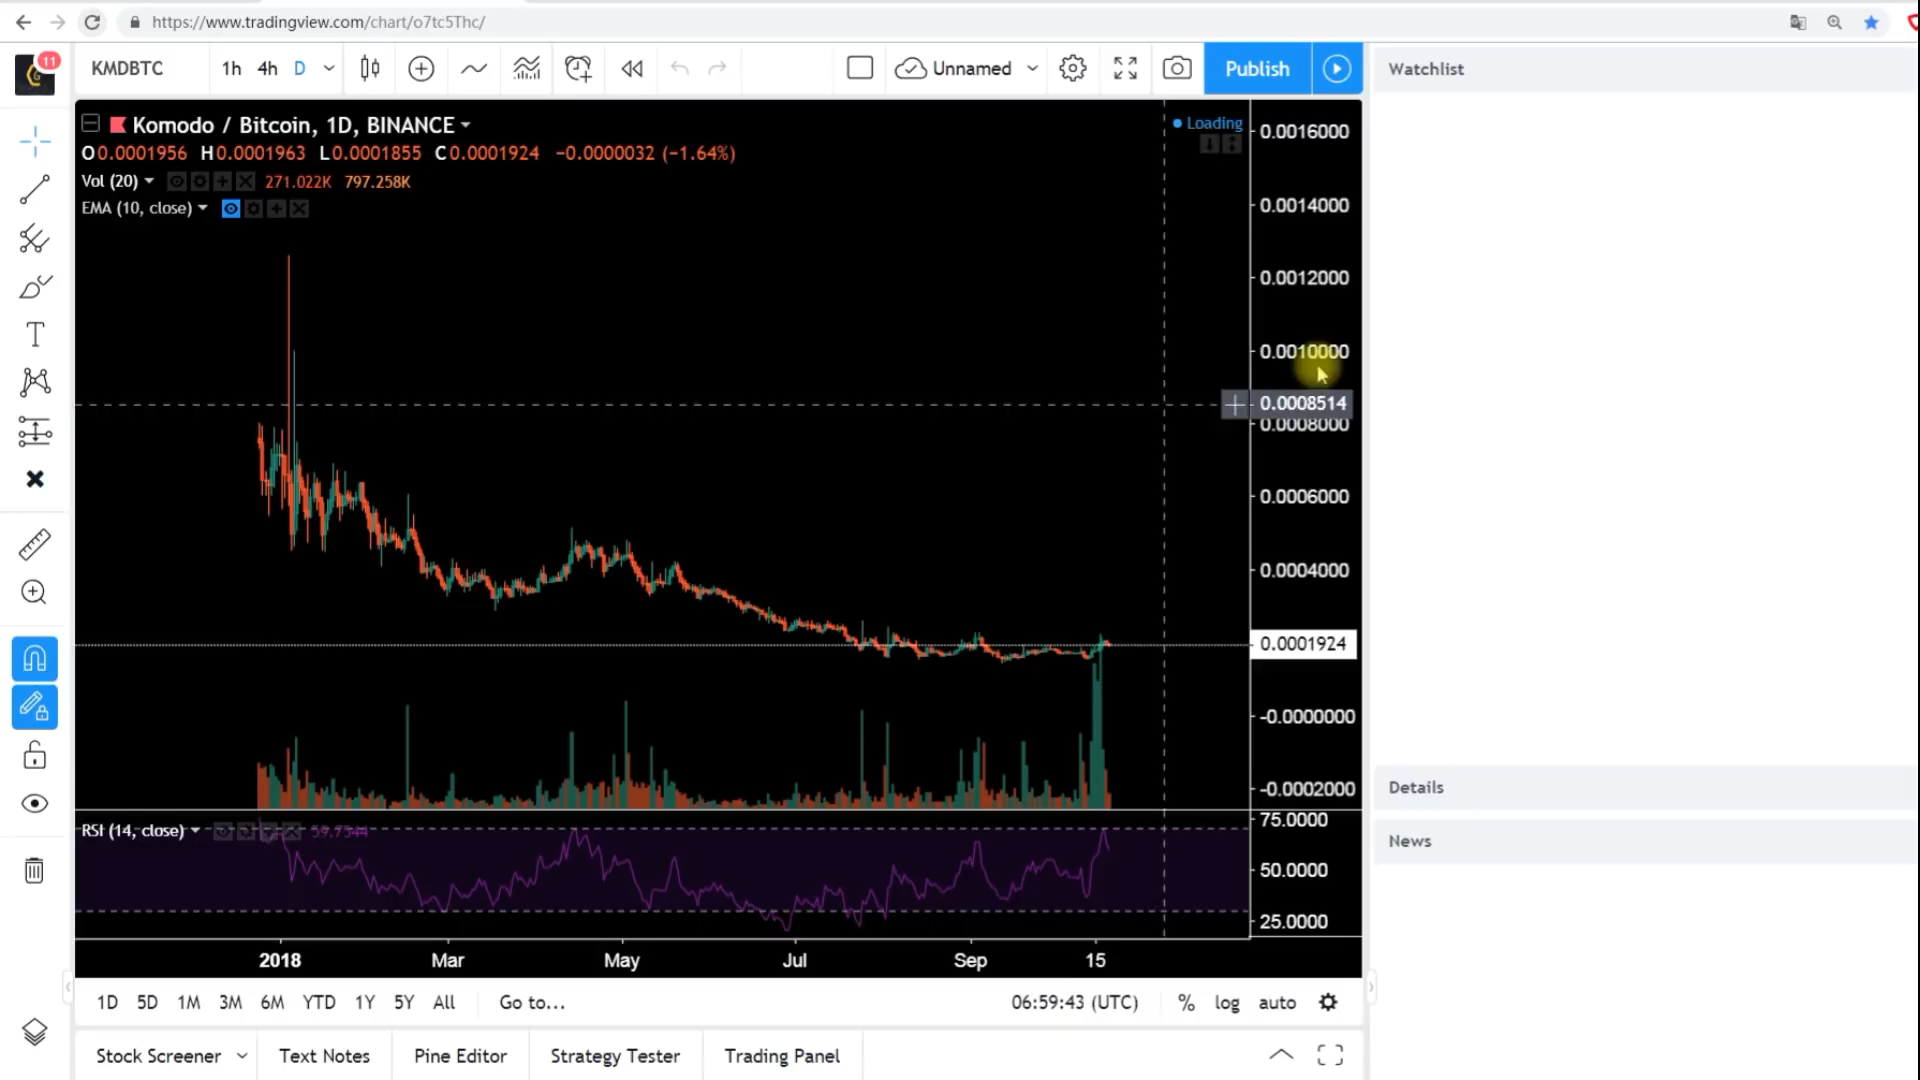 https://www.tradingview.com/chart/o7tc5Thc/
11
KMDBTC
1h 4h D
Unnamed
Publish
Watchlist
Komodo / Bitcoin, 1D, BINANCE
Loading
O0.0001956 H0.0001963 L0.0001855 C0.0001924 −0.0000032 (−1.64%)
Vol (20) 271.022K 797.258K
EMA (10, close)
0.0016000
0.0014000
0.0012000
0.0010000
0.0008514
0.0008000
0.0006000
0.0004000
0.0001924
-0.0000000
-0.0002000
RSI (14, close) 59.7544
75.0000
50.0000
25.0000
2018 Mar May Jul Sep 15
1D 5D 1M 3M 6M YTD 1Y 5Y All Go to... 06:59:43 (UTC) % log auto
Stock Screener Text Notes Pine Editor Strategy Tester Trading Panel
Details
News